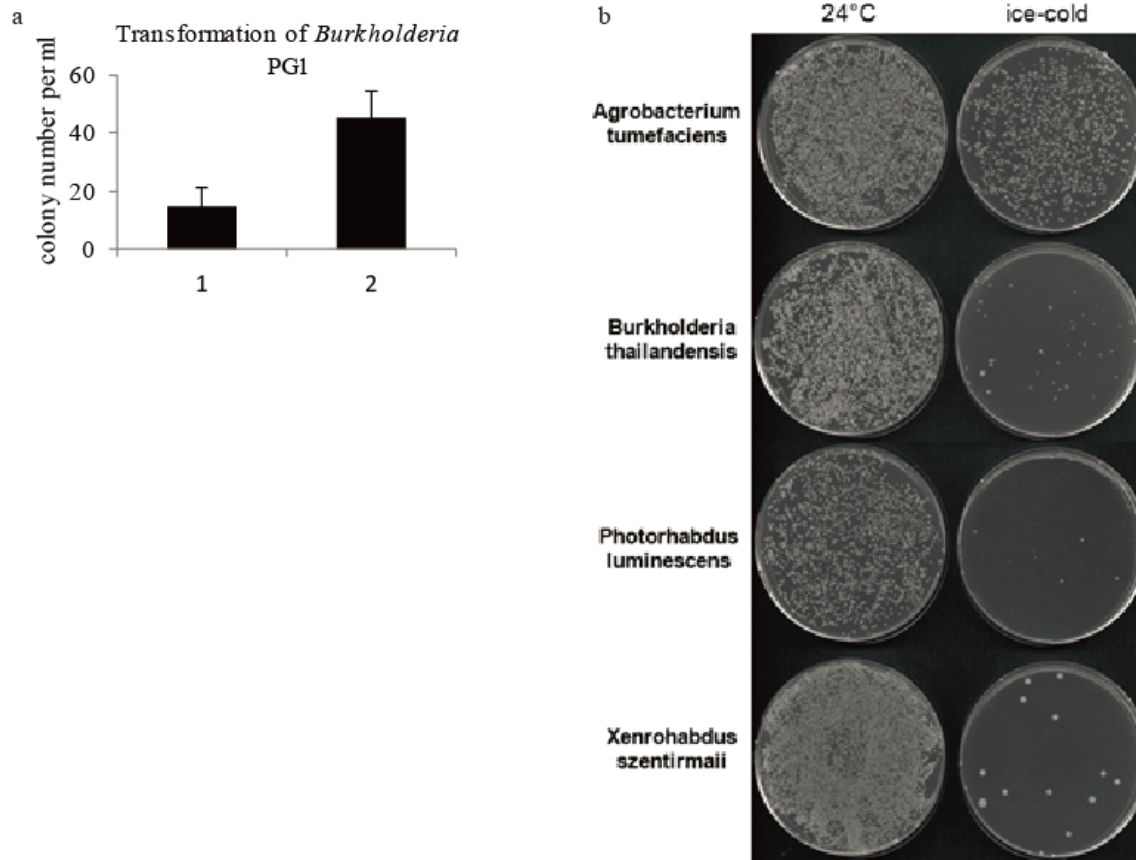 a
Transformation of Burkholderia
PG1
colony number per ml
60
40
20
0
1
2
b
24°C
ice-cold
Agrobacterium
tumefaciens
Burkholderia
thailandensis
Photorhabdus
luminescens
Xenrohabdus
szentirmaii